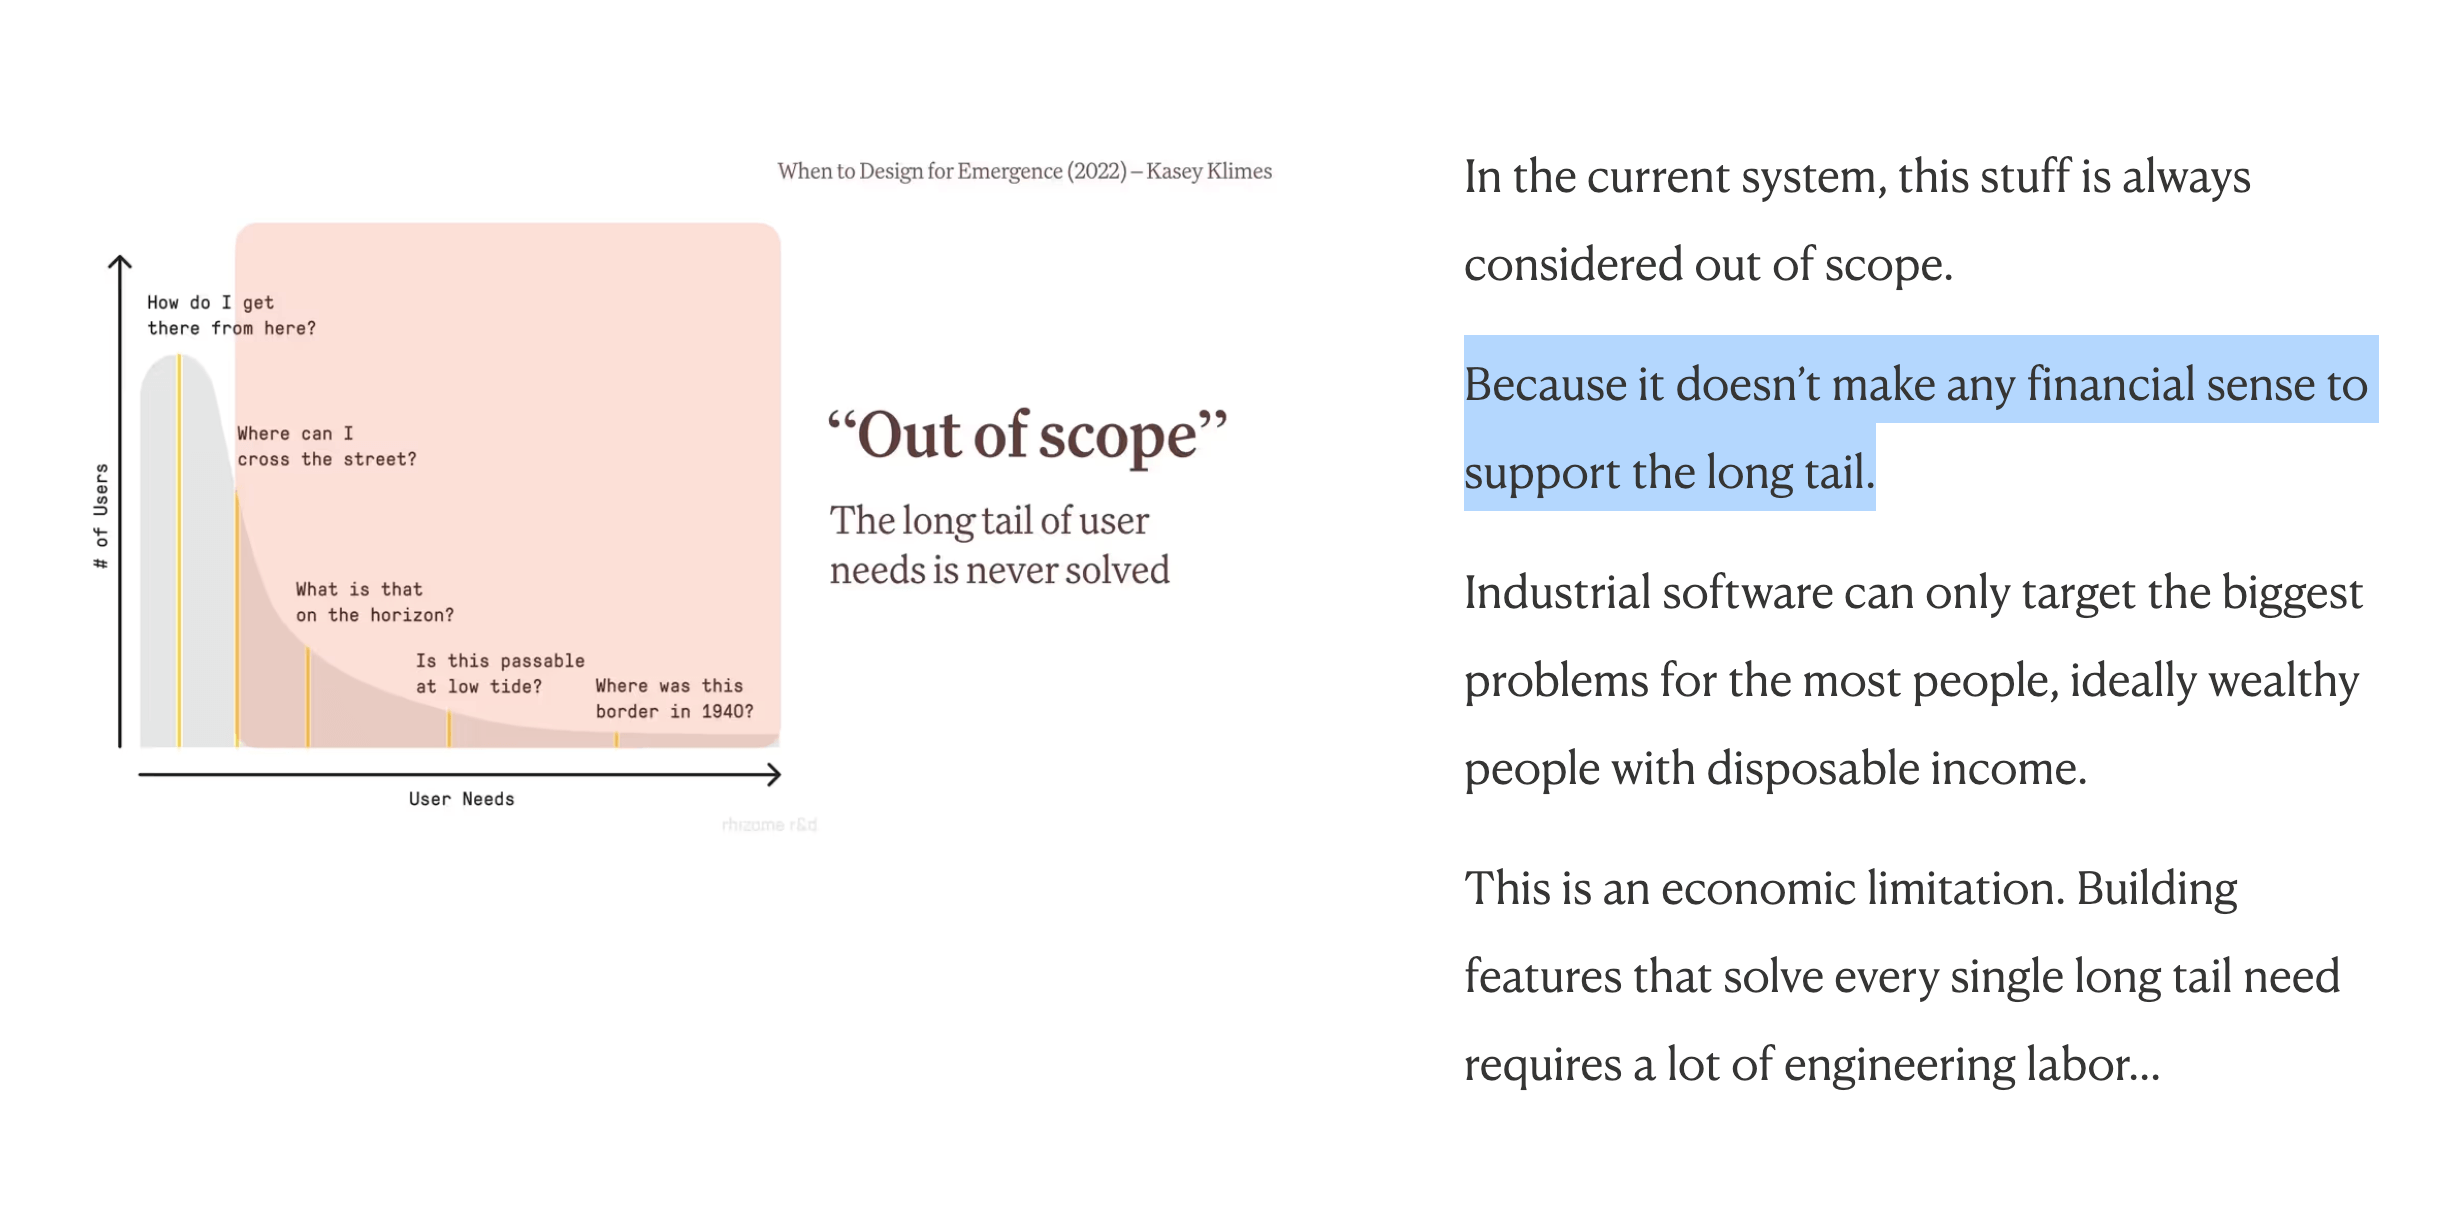 When to Design for Emergence (2022) – Kasey Klimes
How do I get
there from here?
Where can I
cross the street?
What is that
on the horizon?
Is this passable
at low tide?
Where was this
border in 1940?
# of Users
User Needs
rhizome r&d
“Out of scope”
The long tail of user
needs is never solved
In the current system, this stuff is always
considered out of scope.
Because it doesn’t make any financial sense to
support the long tail.
Industrial software can only target the biggest
problems for the most people, ideally wealthy
people with disposable income.
This is an economic limitation. Building
features that solve every single long tail need
requires a lot of engineering labor...